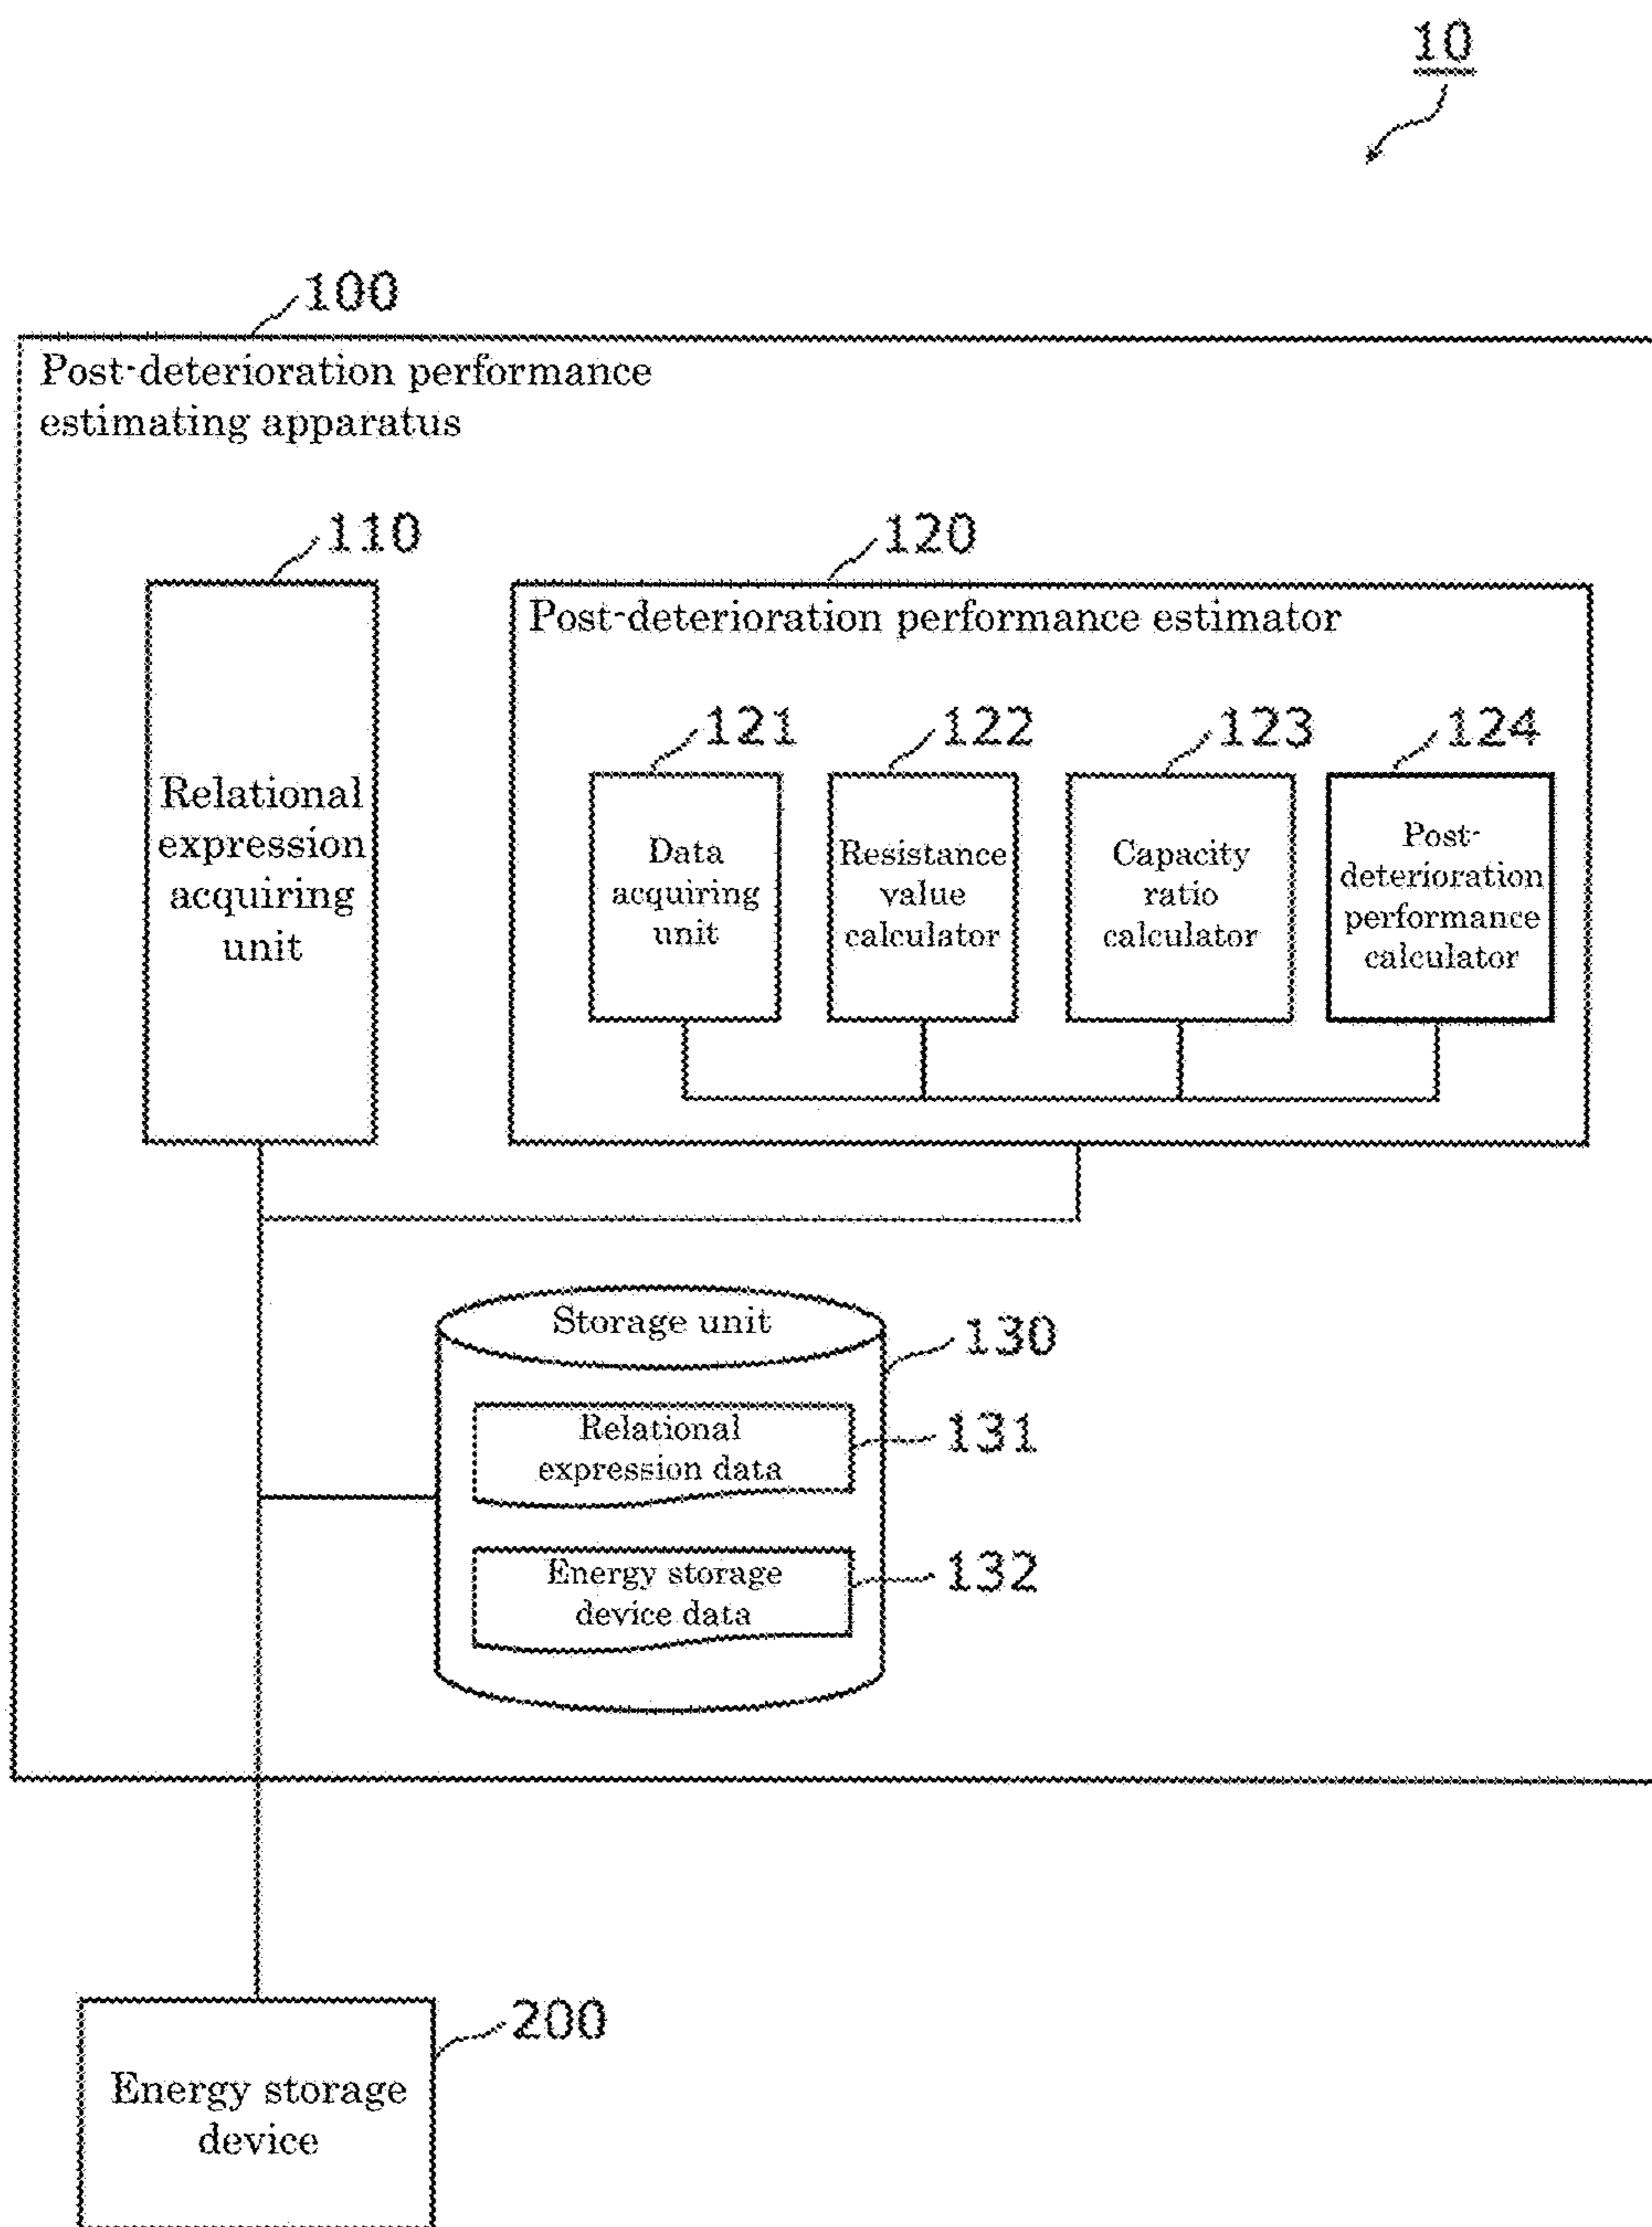 10
100
Post-deterioration performance
estimating apparatus
110
120
Relational
expression
acquiring
unit
Post-deterioration performance estimator
121
122
123
124
Data
acquiring
unit
Resistance
value
calculator
Capacity
ratio
calculator
Post-
deterioration
performance
calculator
Storage unit
130
Relational
expression data
131
Energy storage
device data
132
200
Energy storage
device